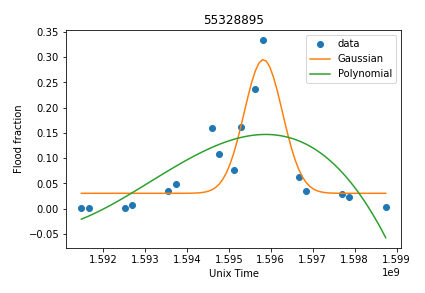 55328895
data
Gaussian
Polynomial
Flood fraction
0.35
0.30
0.25
0.20
0.15
0.10
0.05
0.00
−0.05
1.592 1.593 1.594 1.595 1.596 1.597 1.598 1.599
1e9
Unix Time